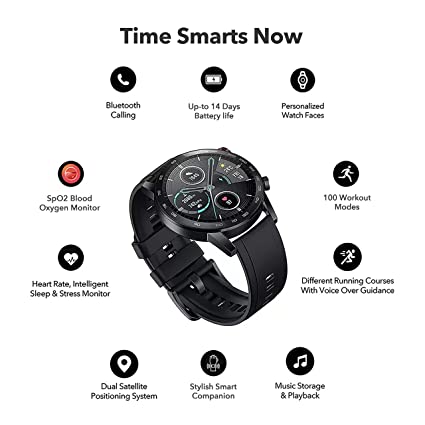 Time Smarts Now
Bluetooth
Calling
Up-to 14 Days
Battery life
Personalized
Watch Faces
SpO2 Blood
Oxygen Monitor
100 Workout
Modes
Heart Rate, Intelligent
Sleep & Stress Monitor
Different Running Courses
With Voice Over Guidance
Dual Satellite
Positioning System
Stylish Smart
Companion
Music Storage
& Playback